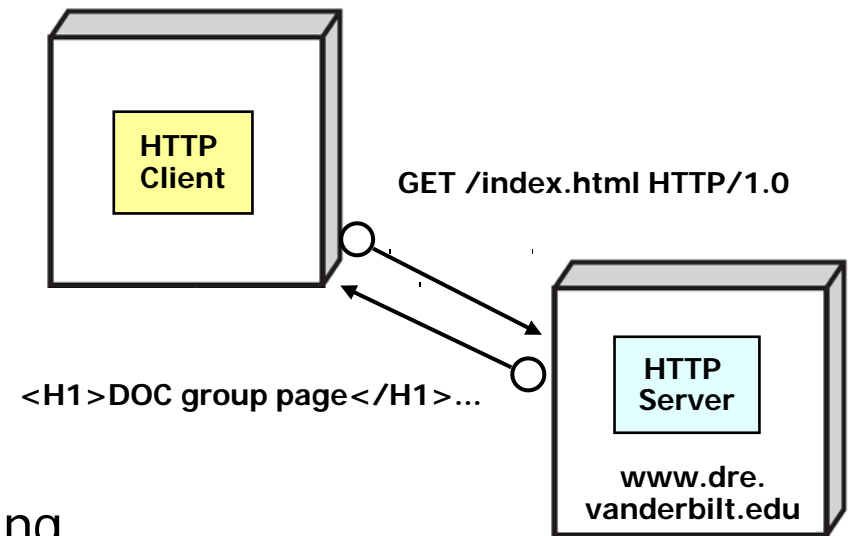 HTTP
Client
GET /index.html HTTP/1.0
<H1>DOC group page</H1>...
HTTP
Server
www.dre.
vanderbilt.edu
ng